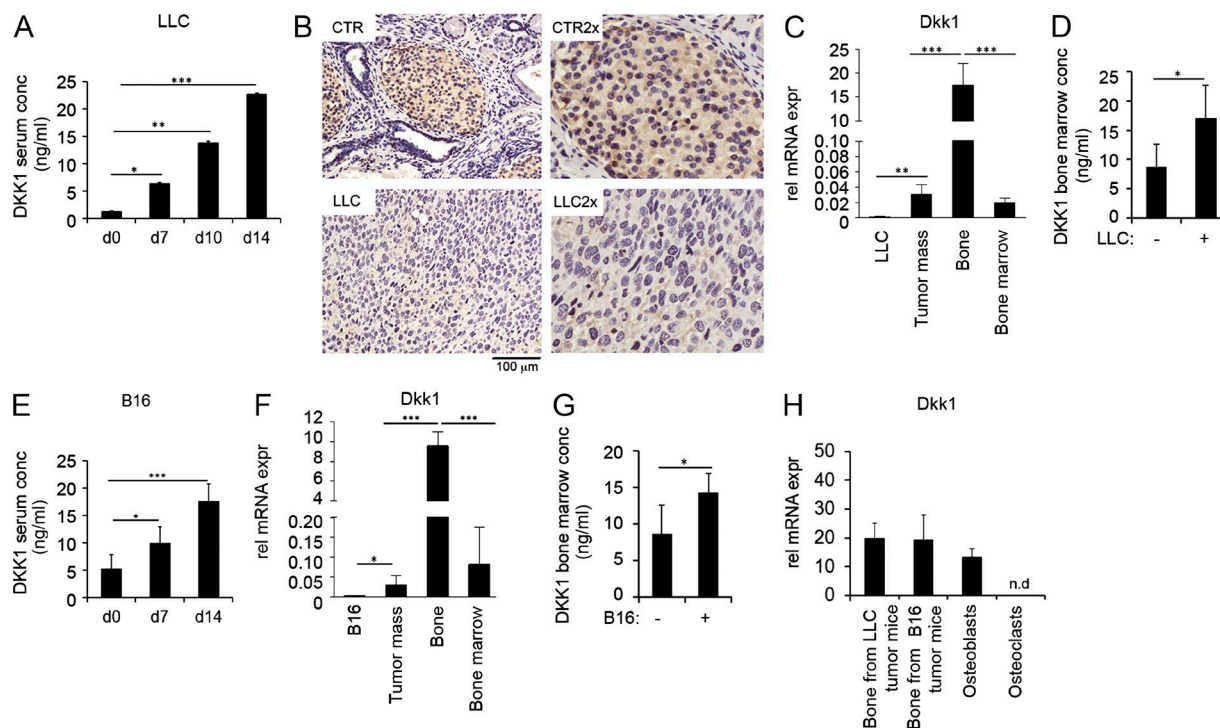 A
LLC
DKK1 serum conc
(ng/ml)
25
20
15
10
5
0
*
**
***
d0 d7 d10 d14
B
CTR
CTR2x
LLC
LLC2x
100 μm
C
Dkk1
rel mRNA expr
25
20
15
10
5
0.10
0.08
0.06
0.04
0.02
0
**
*** ***
LLC
Tumor mass
Bone
Bone marrow
D
DKK1 bone marrow conc
(ng/ml)
25
20
15
10
5
0
*
LLC: - +
E
B16
DKK1 serum conc
(ng/ml)
25
20
15
10
5
0
*
***
d0 d7 d14
F
Dkk1
rel mRNA expr
12
10
8
6
4
0.20
0.15
0.10
0.05
0
*
*** ***
B16
Tumor mass
Bone
Bone marrow
G
DKK1 bone marrow conc
(ng/ml)
20
15
10
5
0
*
B16: - +
H
Dkk1
rel mRNA expr
50
40
30
20
10
0
n.d
Bone from LLC
tumor mice
Bone from B16
tumor mice
Osteoblasts
Osteoclasts